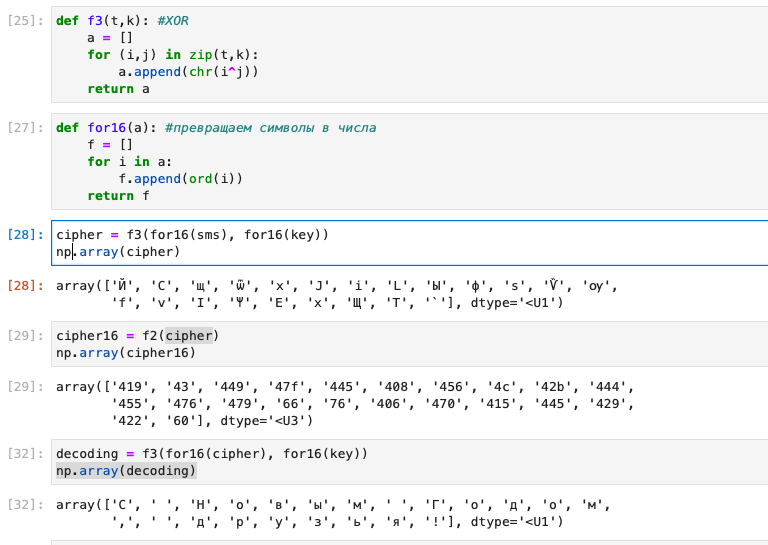 [25]: def f3(t,k): #XOR
a = []
for (i,j) in zip(t,k):
a.append(chr(i^j))
return a
[27]: def for16(a): #превращаем символы в числа
f = []
for i in a:
f.append(ord(i))
return f
[28]: cipher = f3(for16(sms), for16(key))
np.array(cipher)
[28]: array(['Й', 'C', 'щ', 'ѿ', 'х', 'Ј', 'і', 'L', 'Ы', 'ф', 'ѕ', 'Ѷ', 'ѹ',
'f', 'v', 'І', 'Ѱ', 'Е', 'х', 'Щ', 'Т', '`'], dtype='<U1')
[29]: cipher16 = f2(cipher)
np.array(cipher16)
[29]: array(['419', '43', '449', '47f', '445', '408', '456', '4c', '42b', '444',
'455', '476', '479', '66', '76', '406', '470', '415', '445', '429',
'422', '60'], dtype='<U3')
[32]: decoding = f3(for16(cipher), for16(key))
np.array(decoding)
[32]: array(['С', ' ', 'Н', 'о', 'в', 'ы', 'м', ' ', 'Г', 'о', 'д', 'о', 'м',
',', ' ', 'д', 'р', 'у', 'з', 'ь', 'я', '!'], dtype='<U1')